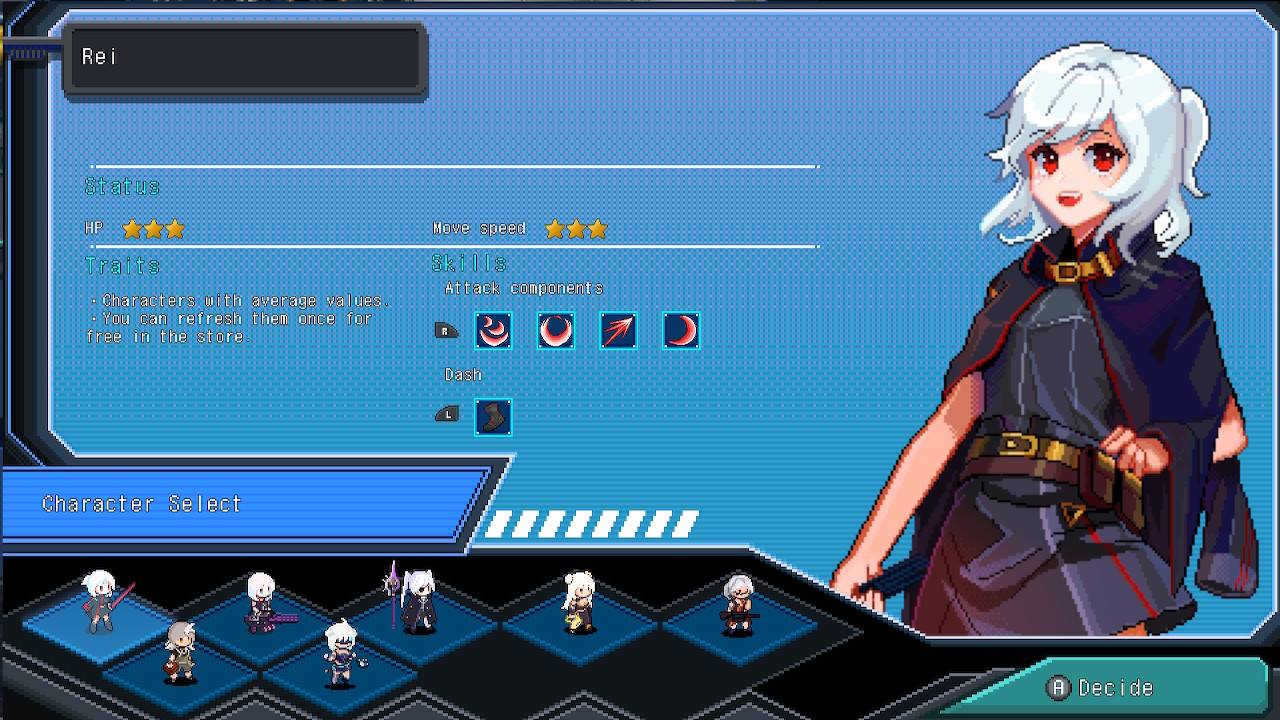 Rei
Status
HP
Move speed
Traits
・Characters with average values.
・You can refresh them once for
free in the store.
Skills
Attack components
R
Dash
L
Character Select
A Decide